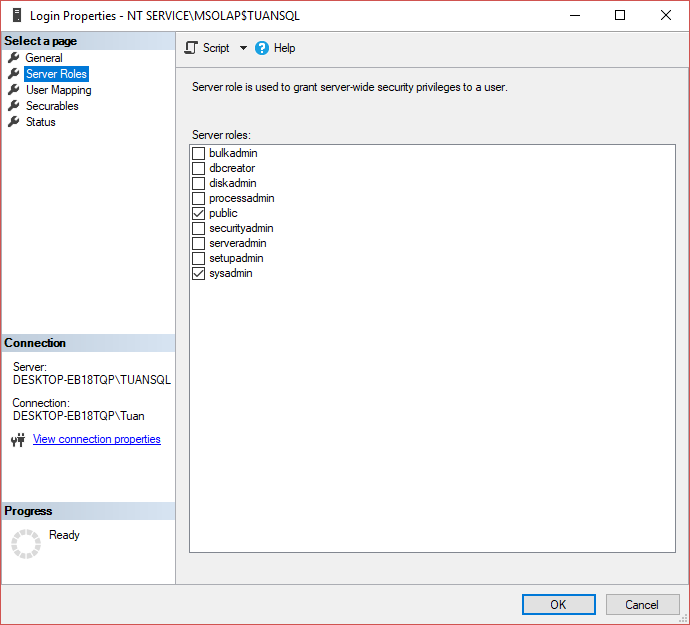 Login Properties - NT SERVICE\MSOLAP$TUANSQL
Select a page
General
Server Roles
User Mapping
Securables
Status
Connection
Server:
DESKTOP-EB18TQP\TUANSQL
Connection:
DESKTOP-EB18TQP\Tuan
View connection properties
Progress
Ready
Script
Help
Server role is used to grant server-wide security privileges to a user.
Server roles:
bulkadmin
dbcreator
diskadmin
processadmin
public
securityadmin
serveradmin
setupadmin
sysadmin
OK
Cancel